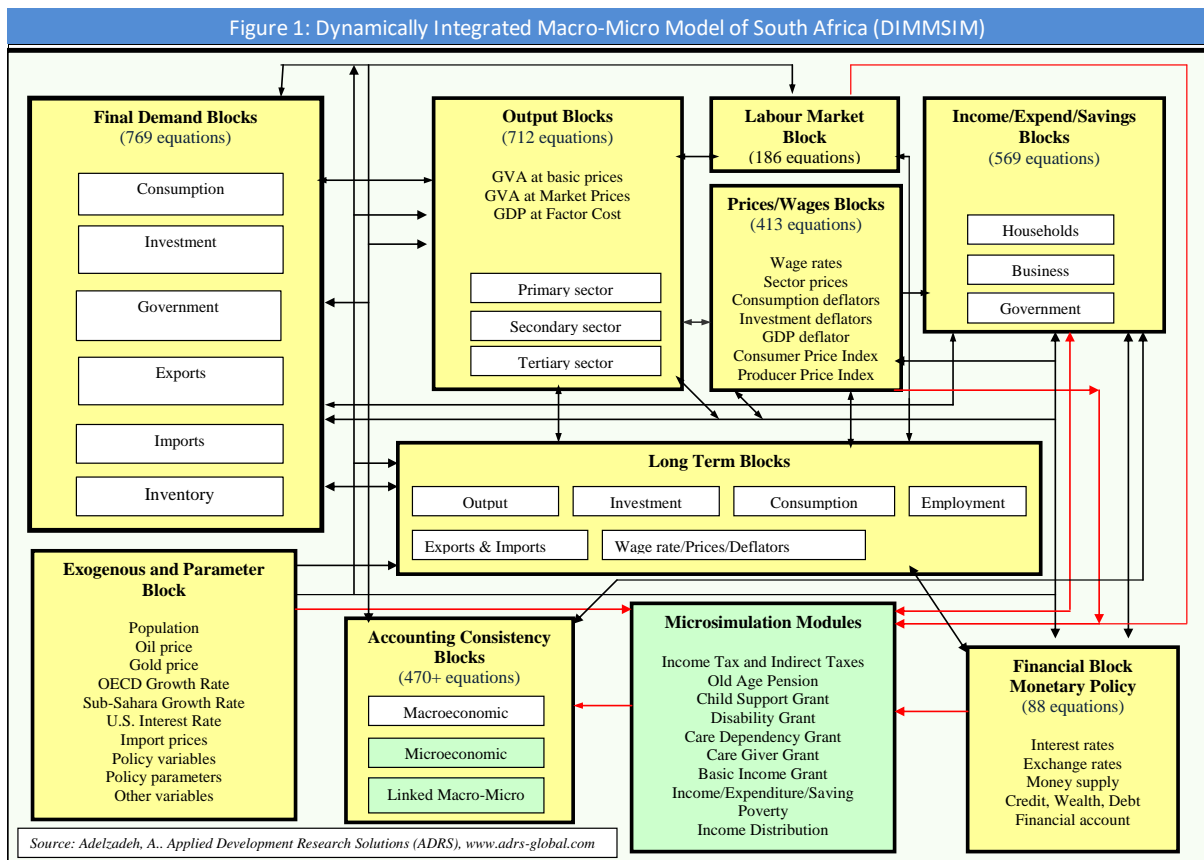 Figure 1: Dynamically Integrated Macro-Micro Model of South Africa (DIMMSIM)
Final Demand Blocks
(769 equations)
Consumption
Investment
Government
Exports
Imports
Inventory
Output Blocks
(712 equations)
GVA at basic prices
GVA at Market Prices
GDP at Factor Cost
Primary sector
Secondary sector
Tertiary sector
Labour Market
Block
(186 equations)
Prices/Wages Blocks
(413 equations)
Wage rates
Sector prices
Consumption deflators
Investment deflators
GDP deflator
Consumer Price Index
Producer Price Index
Income/Expend/Savings
Blocks
(569 equations)
Households
Business
Government
Long Term Blocks
Output
Investment
Consumption
Employment
Exports & Imports
Wage rate/Prices/Deflators
Exogenous and Parameter
Block
Population
Oil price
Gold price
OECD Growth Rate
Sub-Sahara Growth Rate
U.S. Interest Rate
Import prices
Policy variables
Policy parameters
Other variables
Accounting Consistency
Blocks
(470+ equations)
Macroeconomic
Microeconomic
Linked Macro-Micro
Microsimulation Modules
Income Tax and Indirect Taxes
Old Age Pension
Child Support Grant
Disability Grant
Care Dependency Grant
Care Giver Grant
Basic Income Grant
Income/Expenditure/Saving
Poverty
Income Distribution
Financial Block
Monetary Policy
(88 equations)
Interest rates
Exchange rates
Money supply
Credit, Wealth, Debt
Financial account
Source: Adelzadeh, A.. Applied Development Research Solutions (ADRS), www.adrs-global.com